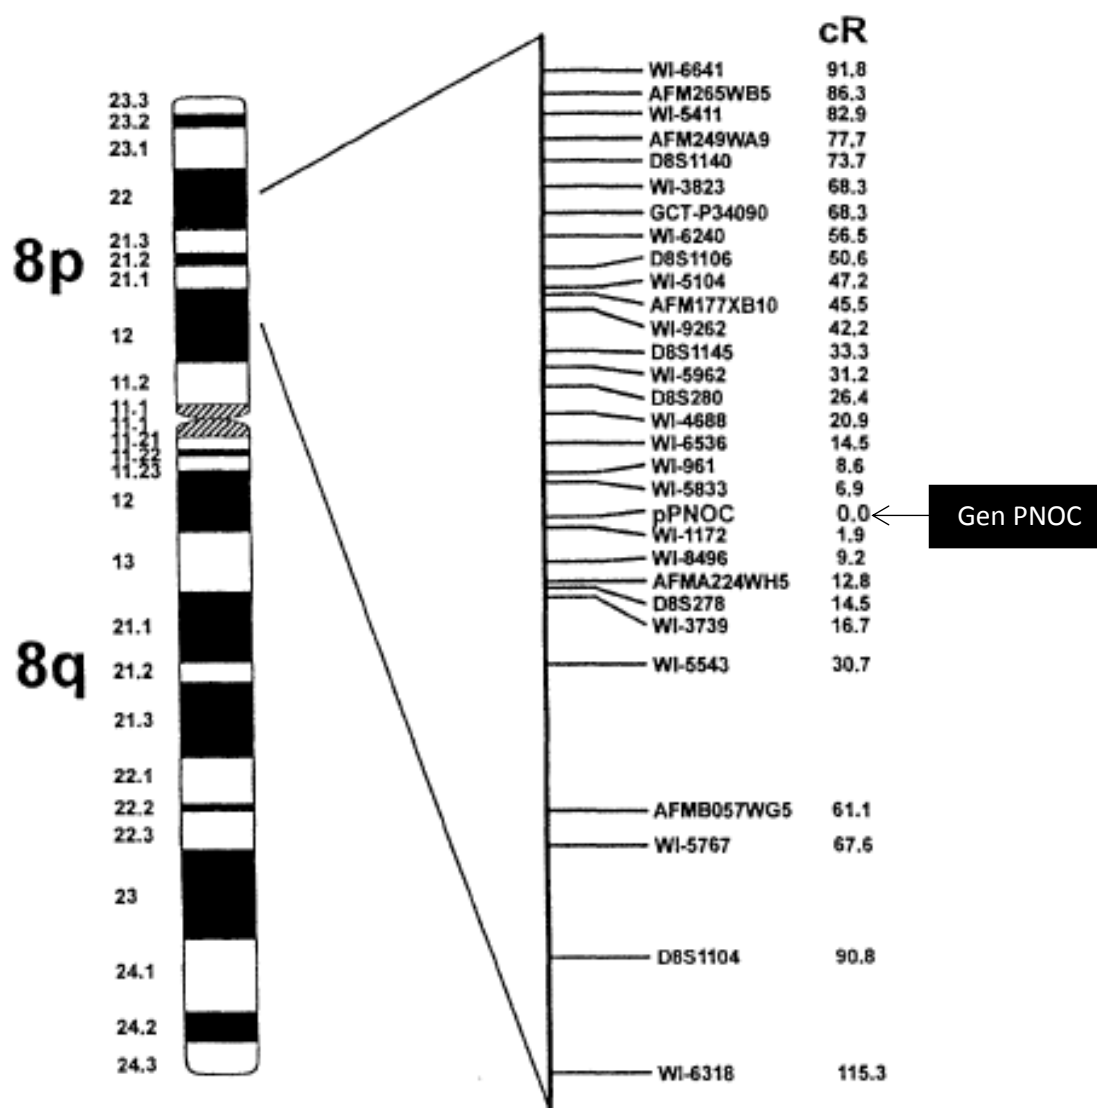 cR
WI-6641 91.8
AFM265WB5 86.3
WI-5411 82.9
AFM249WA9 77.7
D8S1140 73.7
WI-3823 68.3
GCT-P34090 68.3
WI-6240 56.5
D8S1106 50.6
WI-5104 47.2
AFM177XB10 45.5
WI-9262 42.2
D8S1145 33.3
WI-5962 31.2
D8S280 26.4
WI-4688 20.9
WI-6536 14.5
WI-961 8.6
WI-5833 6.9
pPNOC 0.0 Gen PNOC
WI-1172 1.9
WI-8496 9.2
AFMA224WH5 12.8
D8S278 14.5
WI-3739 16.7
WI-5543 30.7
AFMB057WG5 61.1
WI-5767 67.6
D8S1104 90.8
WI-6318 115.3
8p
23.3
23.2
23.1
22
21.3
21.2
21.1
12
11.2
11.1
11.1
11.21
11.22
11.23
8q
12
13
21.1
21.2
21.3
22.1
22.2
22.3
23
24.1
24.2
24.3